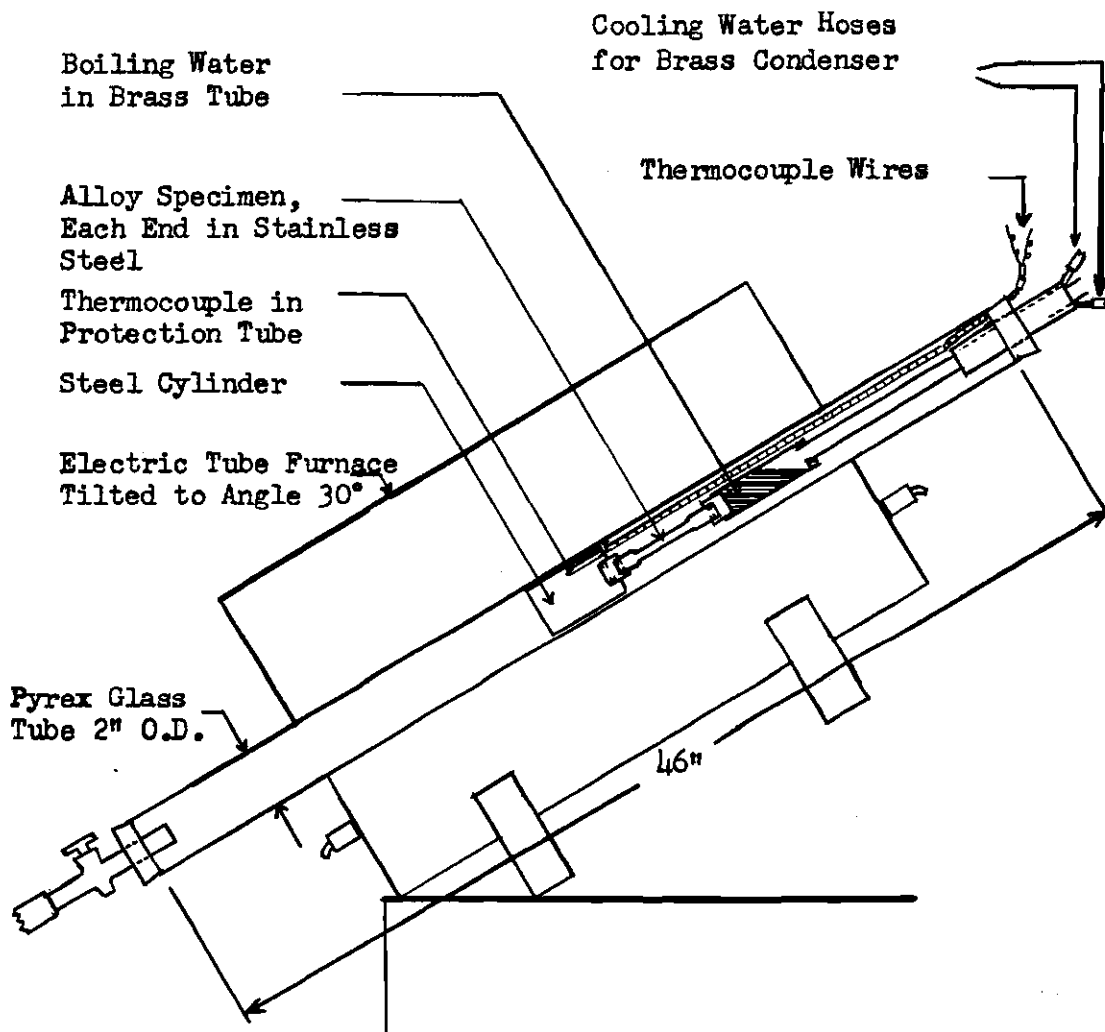 Cooling Water Hoses
for Brass Condenser
Boiling Water
in Brass Tube
Thermocouple Wires
Alloy Specimen,
Each End in Stainless
Steel
Thermocouple in
Protection Tube
Steel Cylinder
Electric Tube Furnace
Tilted to Angle 30°
Pyrex Glass
Tube 2" O.D.
46"